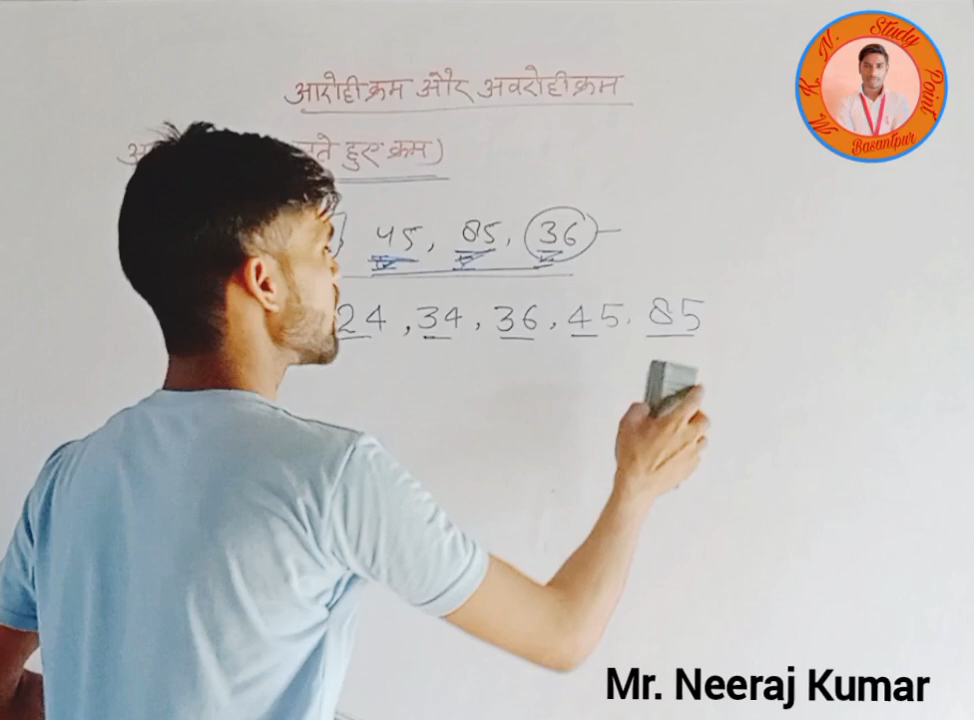 M. K. N. Study Point
Basantpur
आरोही क्रम और अवरोही क्रम
हुए क्रम)
45, 85, 36
24, 34, 36, 45, 85
Mr. Neeraj Kumar